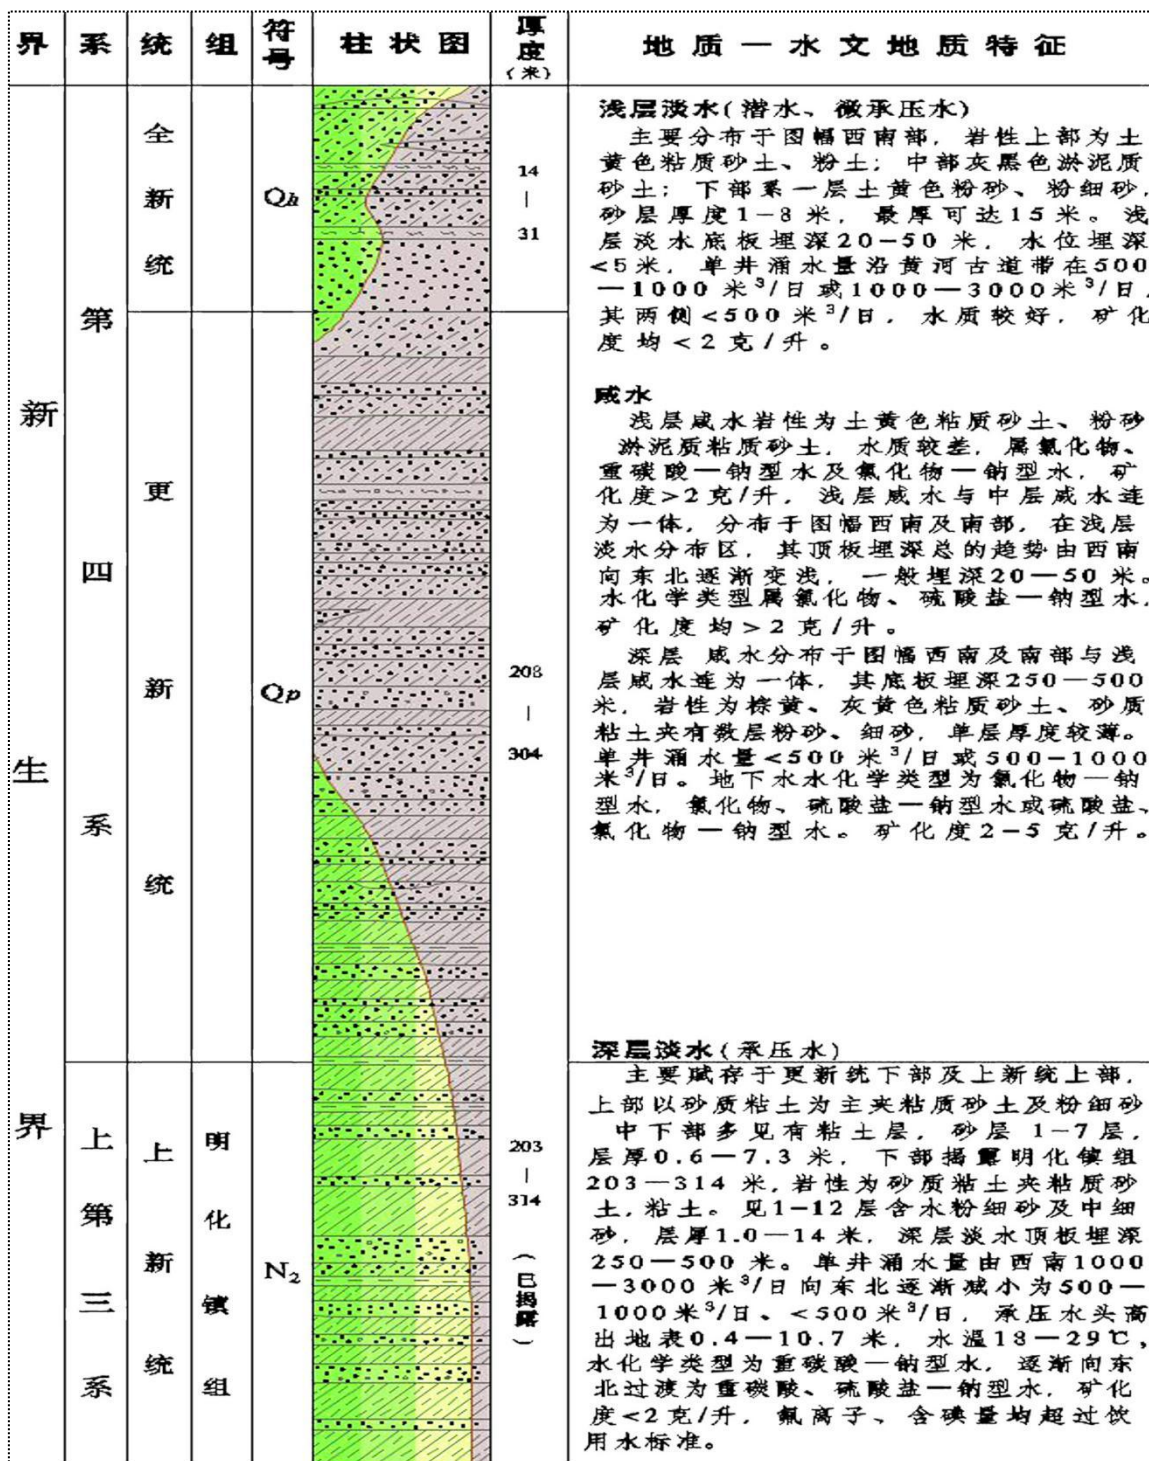 界 系 统 组 符号 柱状图 厚度(米) 地质—水文地质特征
新生界
第四系
上第三系
全新统
更新统
上新统
明化镇组
Qh
Qp
N₂
14
—
31
208
—
304
203
—
314
(已揭露)
浅层淡水(潜水、微承压水)
主要分布于图幅西南部，岩性上部为土
黄色粘质砂土、粉土；中部灰黑色淤泥质
砂土；下部系一层土黄色粉砂、粉细砂，
砂层厚度1-8米，最厚可达15米。浅
层淡水底板埋深20-50米，水位埋深
<5米，单井涌水量沿黄河古道带在500
—1000米³/日或1000—3000米³/日，
其两侧<500米³/日，水质较好，矿化
度均<2克/升。
咸水
浅层咸水岩性为土黄色粘质砂土、粉砂
淤泥质粘质砂土，水质较差，属氯化物、
重碳酸—钠型水及氯化物—钠型水，矿
化度>2克/升，浅层咸水与中层咸水连
为一体，分布于图幅西南及南部，在浅层
淡水分布区，其顶板埋深总的趋势由西南
向东北逐渐变浅，一般埋深20—50米。
水化学类型属氯化物、硫酸盐—钠型水，
矿化度均>2克/升。
深层 咸水分布于图幅西南及南部与浅
层咸水连为一体，其底板埋深250—500
米，岩性为棕黄、灰黄色粘质砂土、砂质
粘土夹有数层粉砂、细砂，单层厚度较薄。
单井涌水量<500米³/日或500-1000
米³/日。地下水水化学类型为氯化物—钠
型水，氯化物、硫酸盐—钠型水或硫酸盐、
氯化物—钠型水。矿化度2-5克/升。
深层淡水(承压水)
主要赋存于更新统下部及上新统上部，
上部以砂质粘土为主夹粘质砂土及粉细砂
中下部多见有粘土层，砂层 1-7层，
层厚0.6—7.3米，下部揭露明化镇组
203—314米，岩性为砂质粘土夹粘质砂
土，粘土。见1-12层含水粉细砂及中细
砂，层厚1.0—14米，深层淡水顶板埋深
250—500米。单井涌水量由西南1000
—3000米³/日向东北逐渐减小为500—
1000米³/日、<500米³/日，承压水头高
出地表0.4—10.7米，水温18—29℃，
水化学类型为重碳酸—钠型水，逐渐向东
北过渡为重碳酸、硫酸盐—钠型水，矿化
度<2克/升，氟离子、含碘量均超过饮
用水标准。